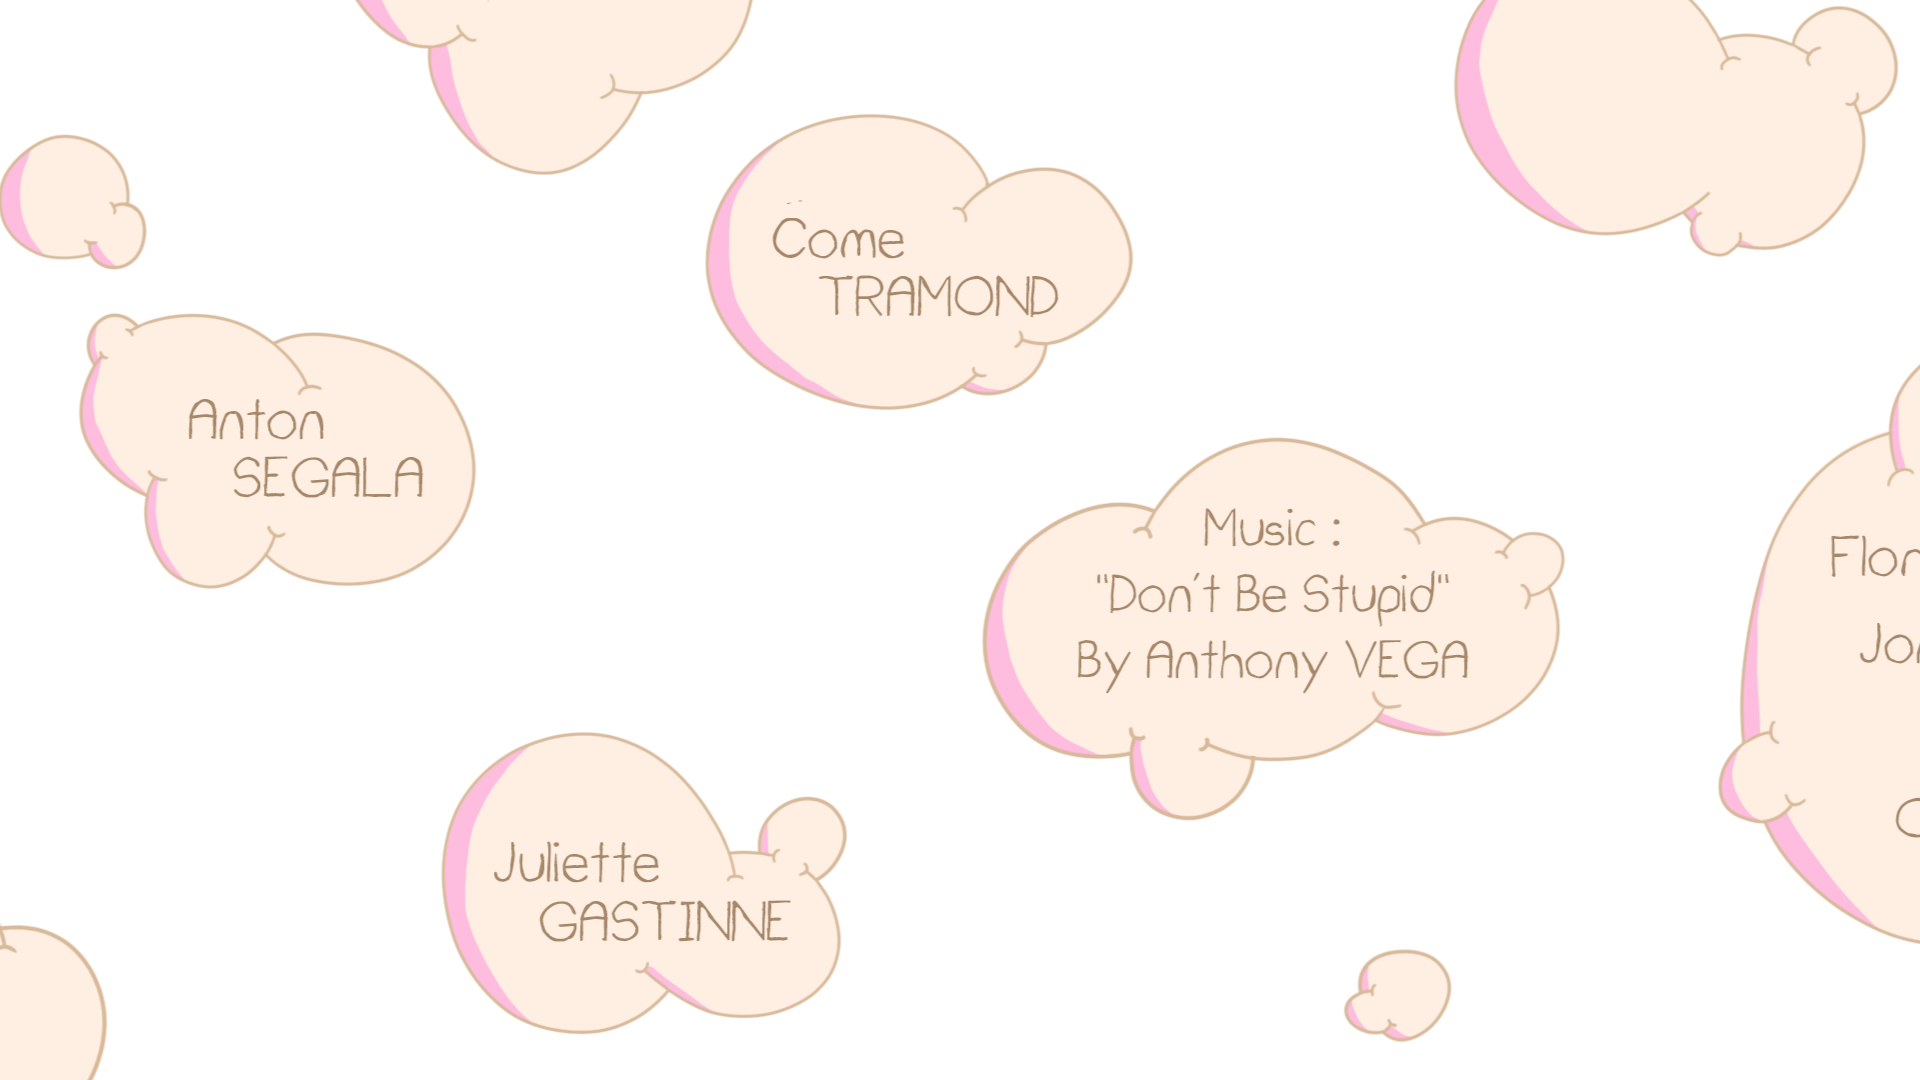 Come
TRAMOND
Anton
SEGALA
Music :
"Don't Be Stupid"
By Anthony VEGA
Juliette
GASTINNE